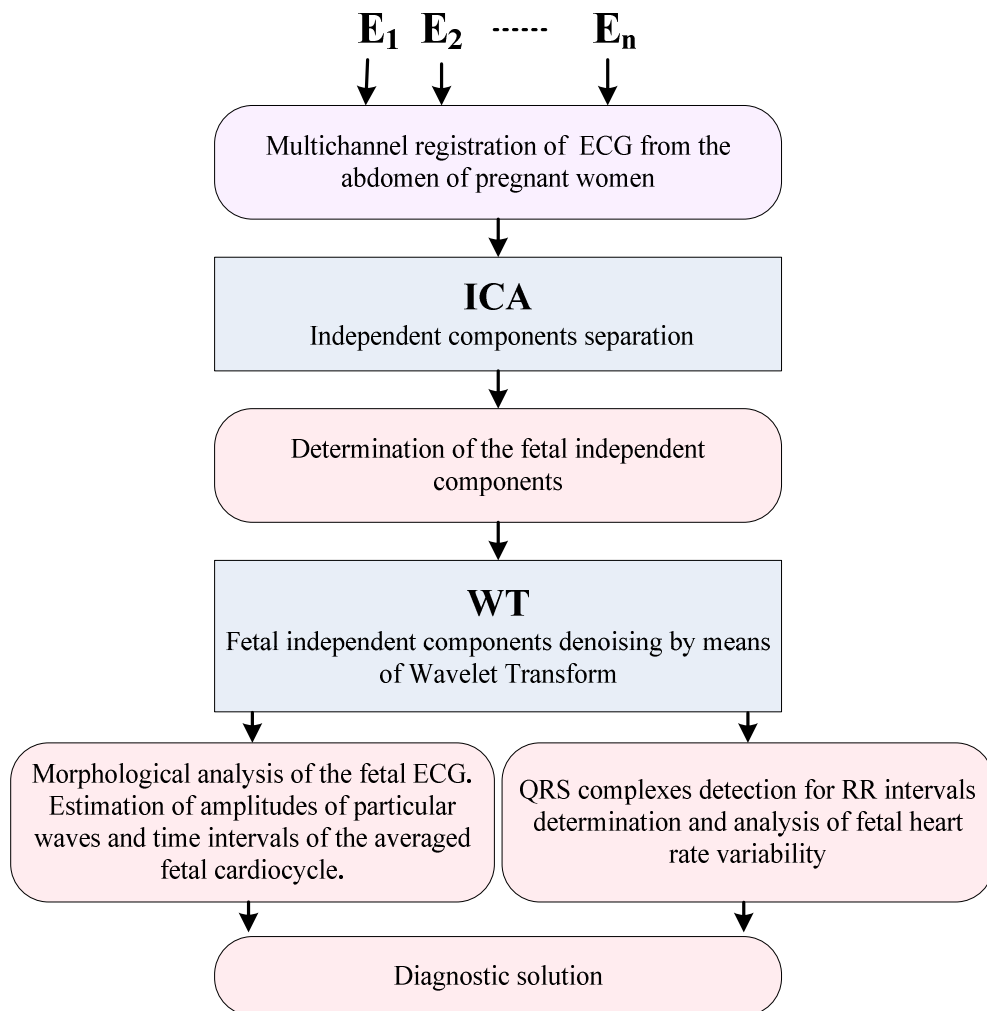 E1 E2 ------ En
Multichannel registration of ECG from the
abdomen of pregnant women
ICA
Independent components separation
Determination of the fetal independent
components
WT
Fetal independent components denoising by means
of Wavelet Transform
Morphological analysis of the fetal ECG.
Estimation of amplitudes of particular
waves and time intervals of the averaged
fetal cardiocycle.
QRS complexes detection for RR intervals
determination and analysis of fetal heart
rate variability
Diagnostic solution